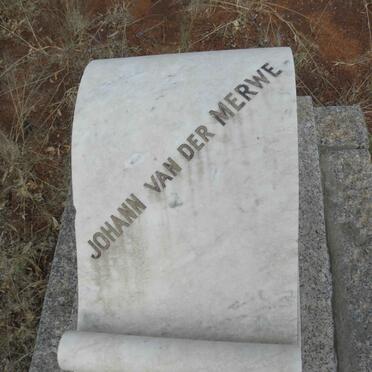 JOHANN VAN DER MERWE